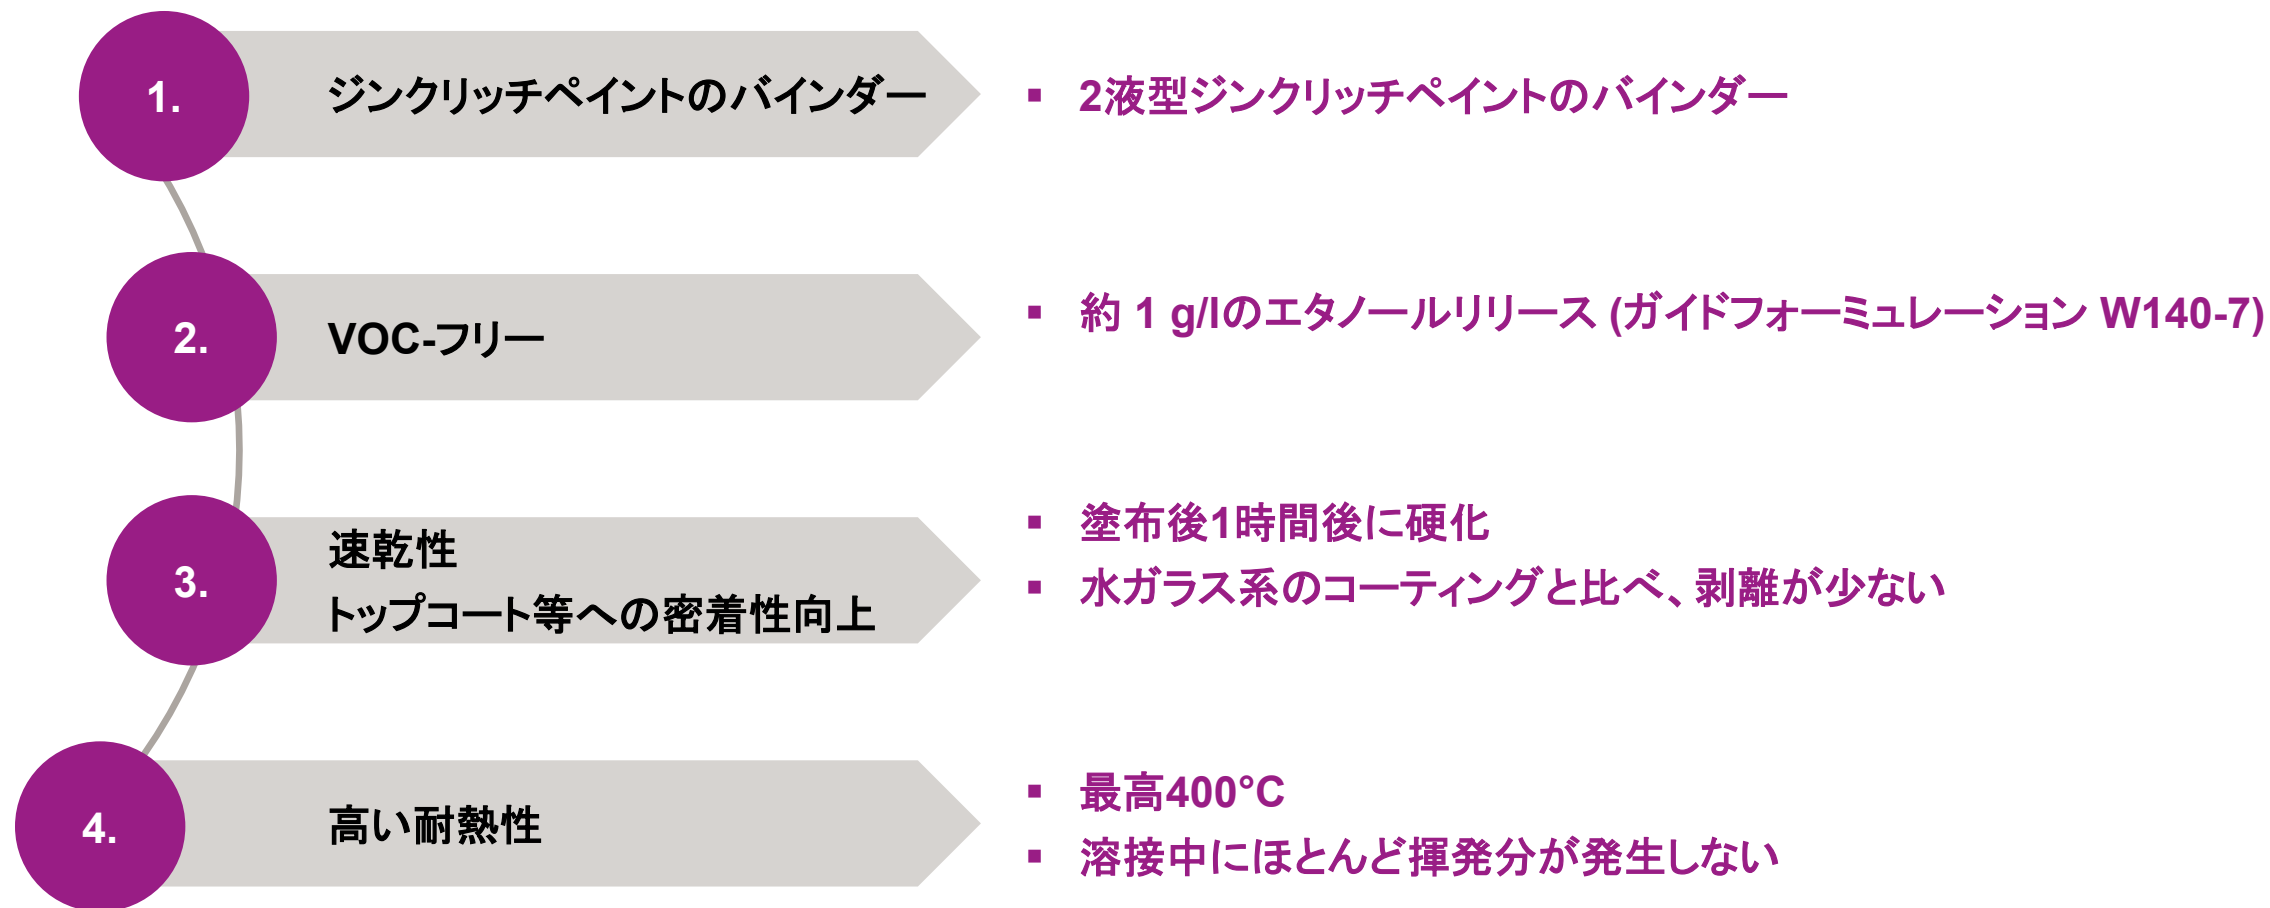 1.
ジンクリッチペイントのバインダー
▪ 2液型ジンクリッチペイントのバインダー
2.
VOC-フリー
▪ 約 1 g/lのエタノールリリース (ガイドフォーミュレーション W140-7)
3.
速乾性
トップコート等への密着性向上
▪ 塗布後1時間後に硬化
▪ 水ガラス系のコーティングと比べ、剥離が少ない
4.
高い耐熱性
▪ 最高400°C
▪ 溶接中にほとんど揮発分が発生しない